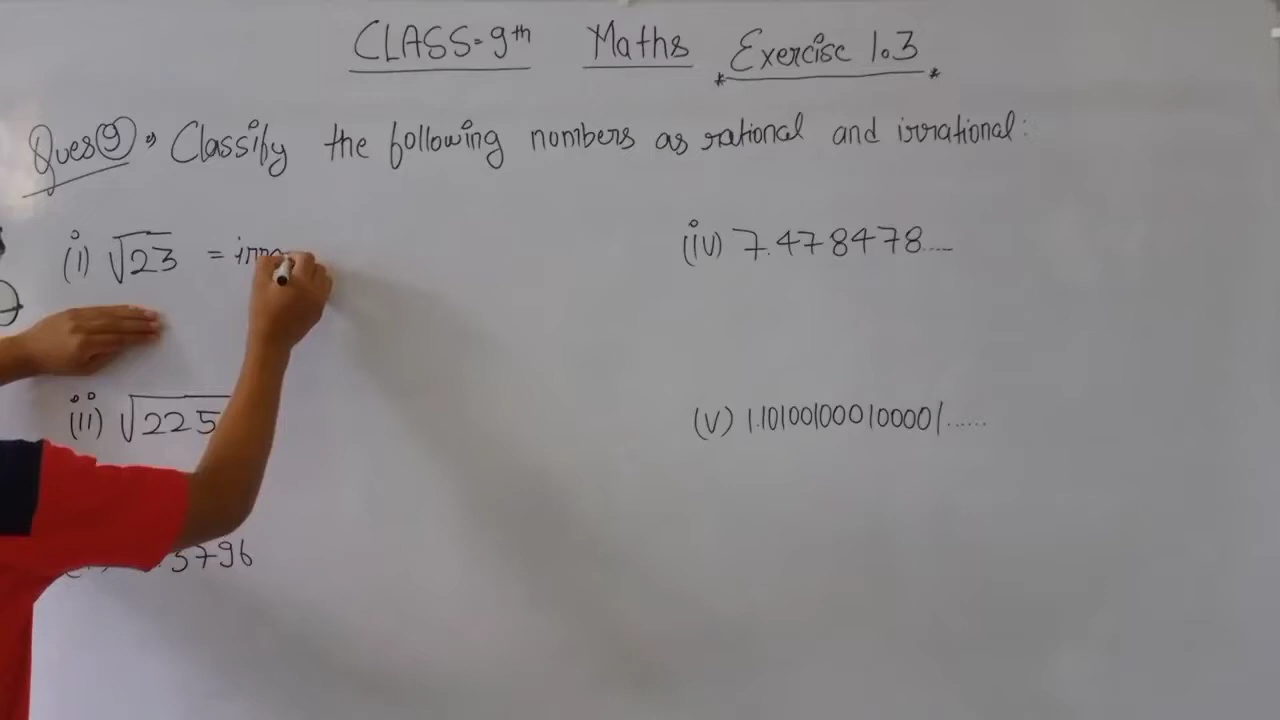 CLASS-9th Maths Exercise 1.3
Ques 9 Classify the following numbers as rational and irrational:
(i) √23 = irra
(iv) 7.478478.....
(ii) √225
(v) 1.101001000100001......
5796